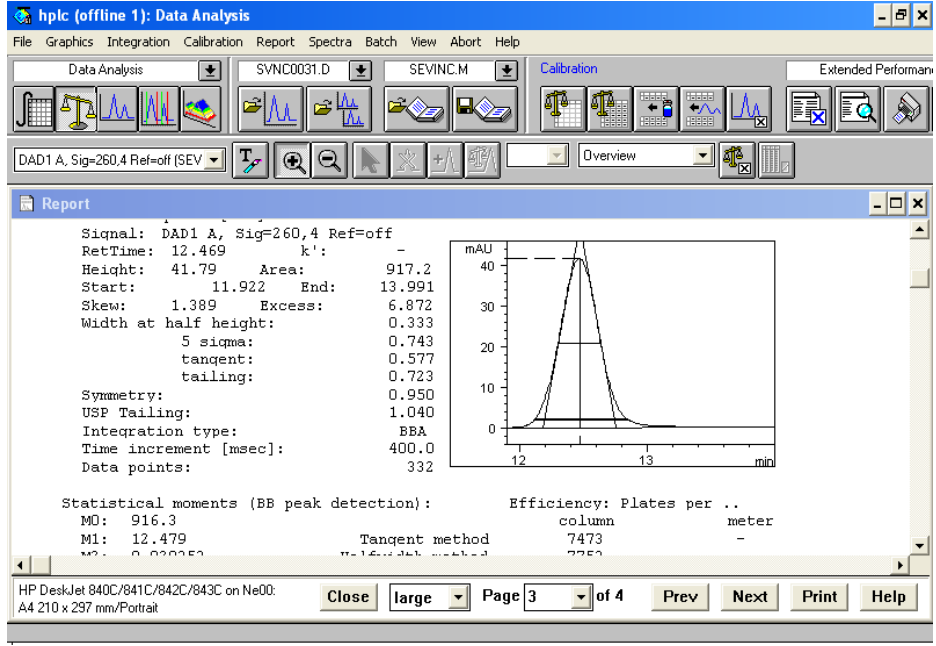 hplc (offline 1): Data Analysis
File Graphics Integration Calibration Report Spectra Batch View Abort Help
Data Analysis SVNC0031.D SEVINC.M Calibration Extended Performan
DAD1 A, Sig=260,4 Ref=off (SEV Overview
Report
Signal: DAD1 A, Sig=260,4 Ref=off
RetTime: 12.469 k': -
Height: 41.79 Area: 917.2
Start: 11.922 End: 13.991
Skew: 1.389 Excess: 6.872
Width at half height: 0.333
5 sigma: 0.743
tangent: 0.577
tailing: 0.723
Symmetry: 0.950
USP Tailing: 1.040
Integration type: BBA
Time increment [msec]: 400.0
Data points: 332
mAU
40
30
20
10
0
12 13 min
Statistical moments (BB peak detection): Efficiency: Plates per ..
M0: 916.3 column meter
M1: 12.479 Tangent method 7473 -
HP DeskJet 840C/841C/842C/843C on Ne00:
A4 210 x 297 mm/Portrait
Close large Page 3 of 4 Prev Next Print Help